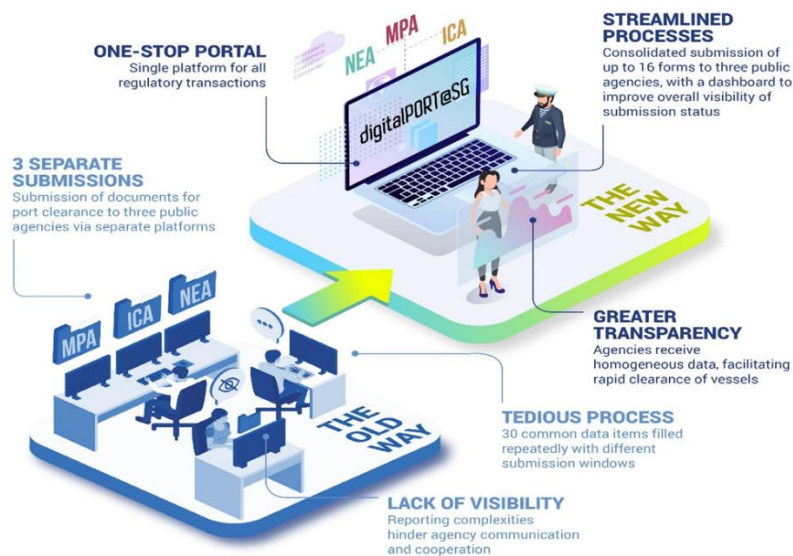 ONE-STOP PORTAL
Single platform for all
regulatory transactions
NEA
MPA
ICA
digitalPORT@SG
STREAMLINED
PROCESSES
Consolidated submission of
up to 16 forms to three public
agencies, with a dashboard to
improve overall visibility of
submission status
THE NEW
WAY
3 SEPARATE
SUBMISSIONS
Submission of documents for
port clearance to three public
agencies via separate platforms
MPA
ICA
NEA
GREATER
TRANSPARENCY
Agencies receive
homogeneous data, facilitating
rapid clearance of vessels
THE
OLD
WAY
TEDIOUS PROCESS
30 common data items filled
repeatedly with different
submission windows
LACK OF VISIBILITY
Reporting complexities
hinder agency communication
and cooperation